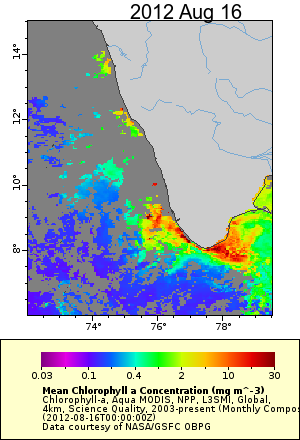 2012 Aug 16
14°
12°
10°
8°
74°
76°
78°
0.03
0.4
2
10
30
Mean Chlorophyll a Concentration (mg m^-3)
Chlorophyll-a, Aqua MODIS, NPP, L3SMI, Global,
4km, Science Quality, 2003-present (Monthly Compos
(2012-08-16T00:00:00Z)
Data courtesy of NASA/GSFC OBPG